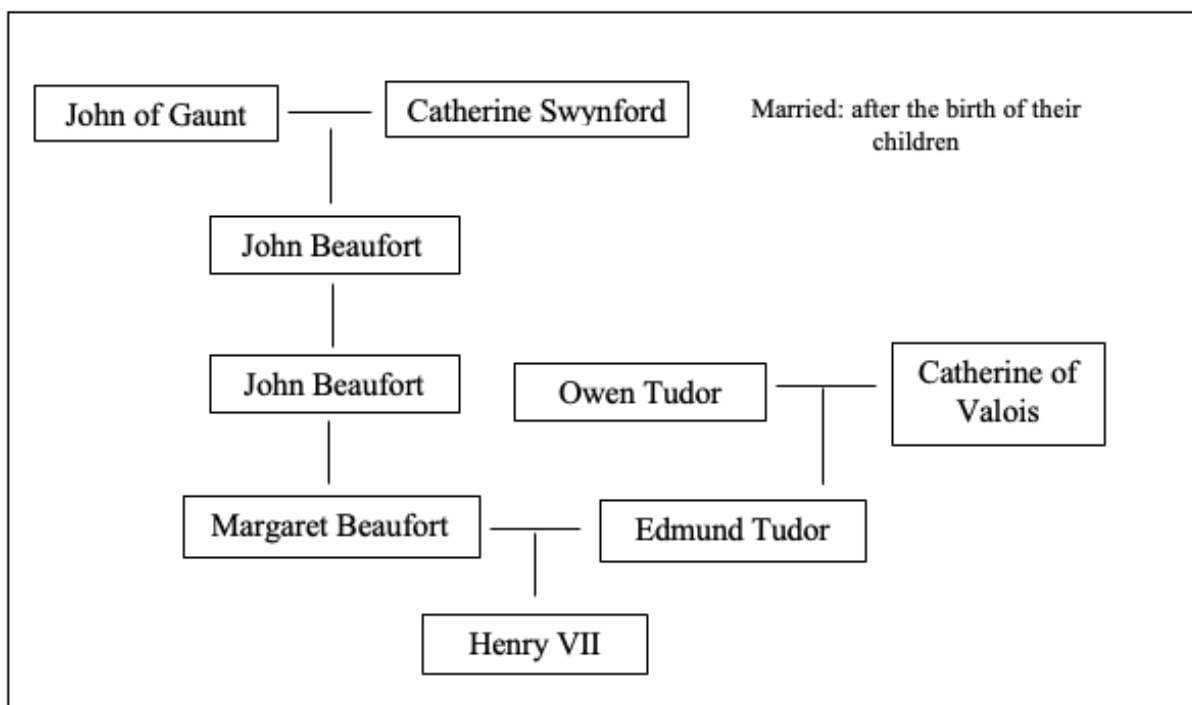 John of Gaunt
Catherine Swynford
Married: after the birth of their
children
John Beaufort
John Beaufort
Owen Tudor
Catherine of
Valois
Margaret Beaufort
Edmund Tudor
Henry VII